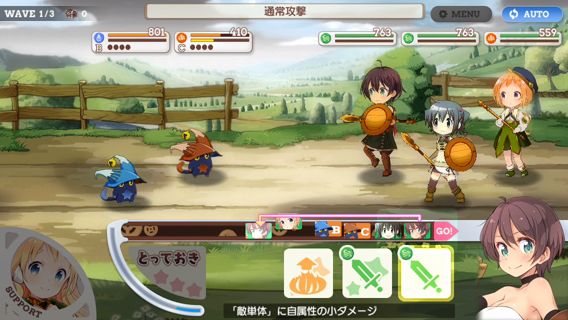 WAVE 1/3
0
通常攻撃
MENU
AUTO
801
B
410
C
763
763
559
B
C
GO!
とっておき
SUPPORT
「敵単体」に自属性の小ダメージ